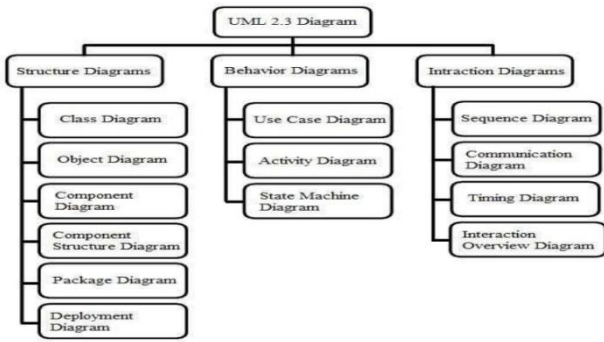 UML 2.3 Diagram
Structure Diagrams
Class Diagram
Object Diagram
Component
Diagram
Component
Structure Diagram
Package Diagram
Deployment
Diagram
Behavior Diagrams
Use Case Diagram
Activity Diagram
State Machine
Diagram
Intraction Diagrams
Sequence Diagram
Communication
Diagram
Timing Diagram
Interaction
Overview Diagram